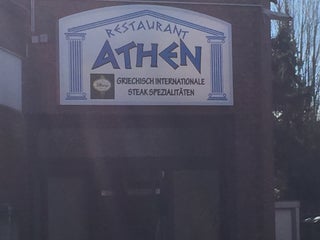 RESTAURANT
ATHEN
GRIECHISCH INTERNATIONALE
STEAK SPEZIALITÄTEN